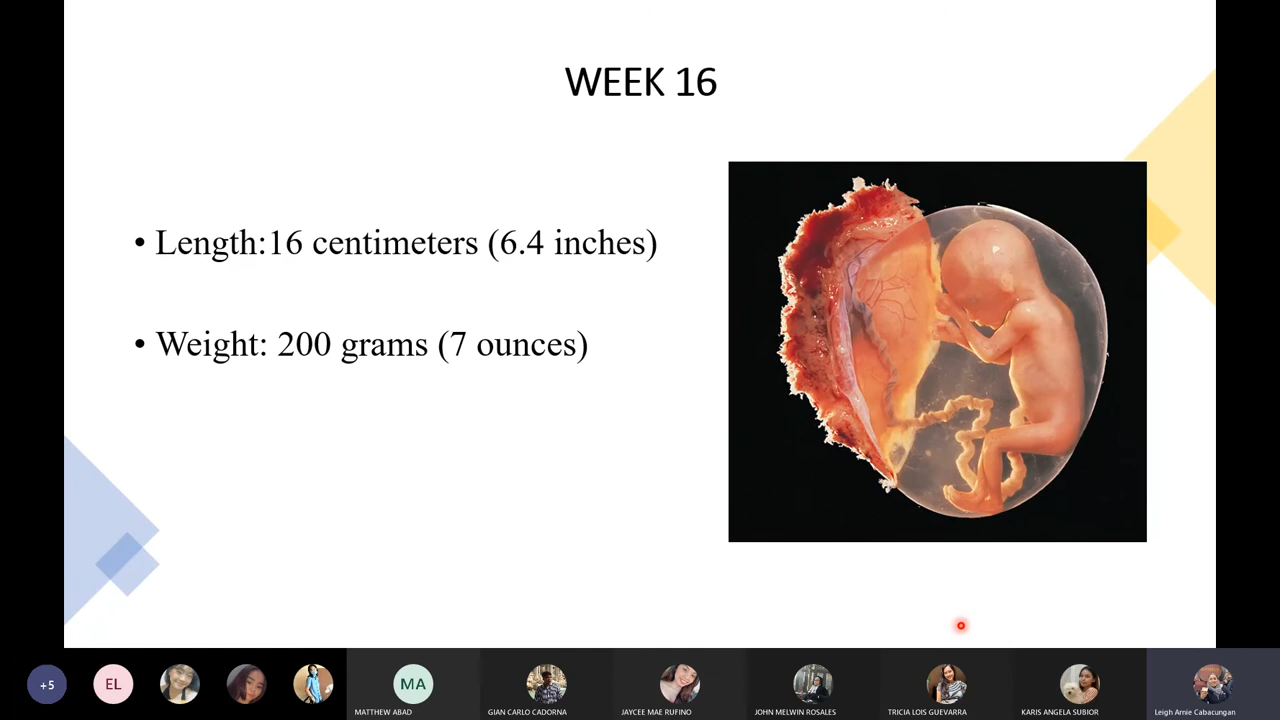 WEEK 16
• Length:16 centimeters (6.4 inches)
• Weight: 200 grams (7 ounces)
+5
EL
MA
MATTHEW ABAD
GIAN CARLO CADORNA
JAYCEE MAE RUFINO
JOHN MELWIN ROSALES
TRICIA LOIS GUEVARRA
KARIS ANGELA SUBIOR
Leigh Arnie Cabacungan